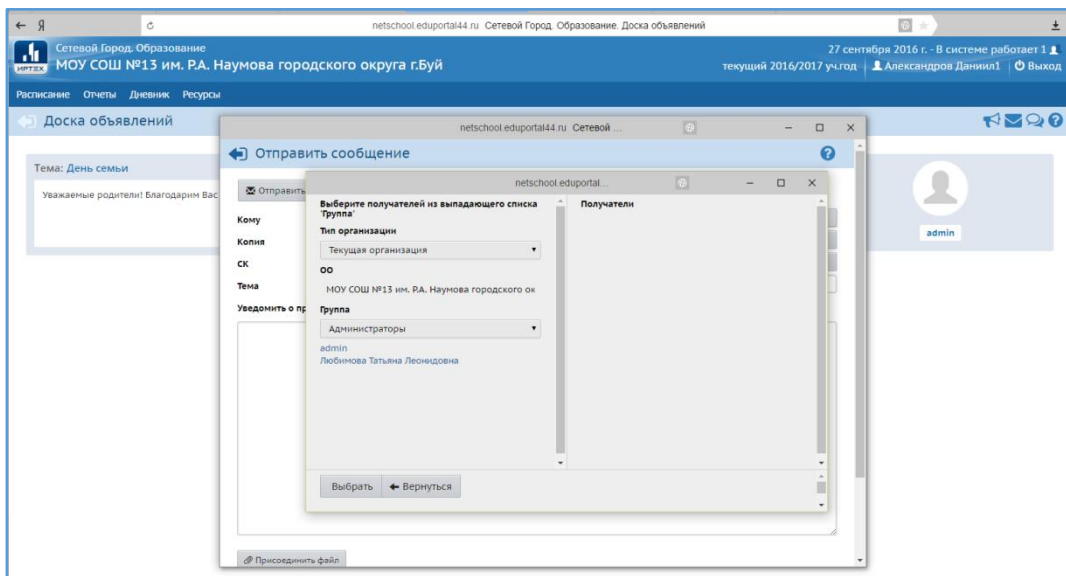 netschool.eduportal44.ru Сетевой Город. Образование. Доска объявлений
Сетевой Город. Образование
27 сентября 2016 г. - В системе работает 1
ИРТЕХ
МОУ СОШ №13 им. Р.А. Наумова городского округа г.Буй
текущий 2016/2017 уч.год Александров Даниил1 Выход
Расписание Отчеты Дневник Ресурсы
Доска объявлений
Тема: День семьи
Уважаемые родители! Благодарим Вас
admin
netschool.eduportal44.ru Сетевой ...
Отправить сообщение
Отправить
Кому
Копия
СК
Тема
Уведомить о пр
netschool.eduportal...
Выберите получателей из выпадающего списка
'Группа'
Тип организации
Текущая организация
ОО
МОУ СОШ №13 им. Р.А. Наумова городского ок
Группа
Администраторы
admin
Любимова Татьяна Леонидовна
Получатели
Выбрать Вернуться
Присоединить файл